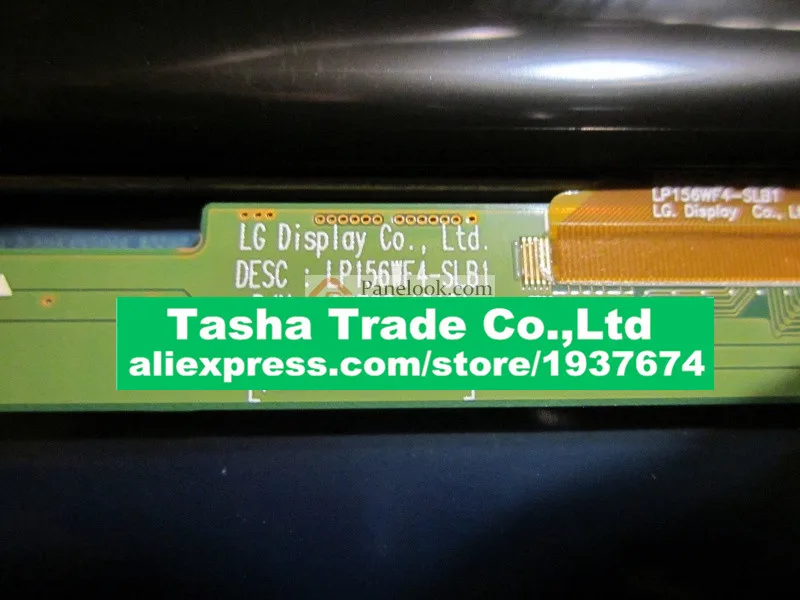 LP156WF4-SLB1
LG. Display Co.,
LG Display Co., Ltd.
DESC : LP156WF4-SLB1
Panelook.com
Tasha Trade Co.,Ltd
aliexpress.com/store/1937674